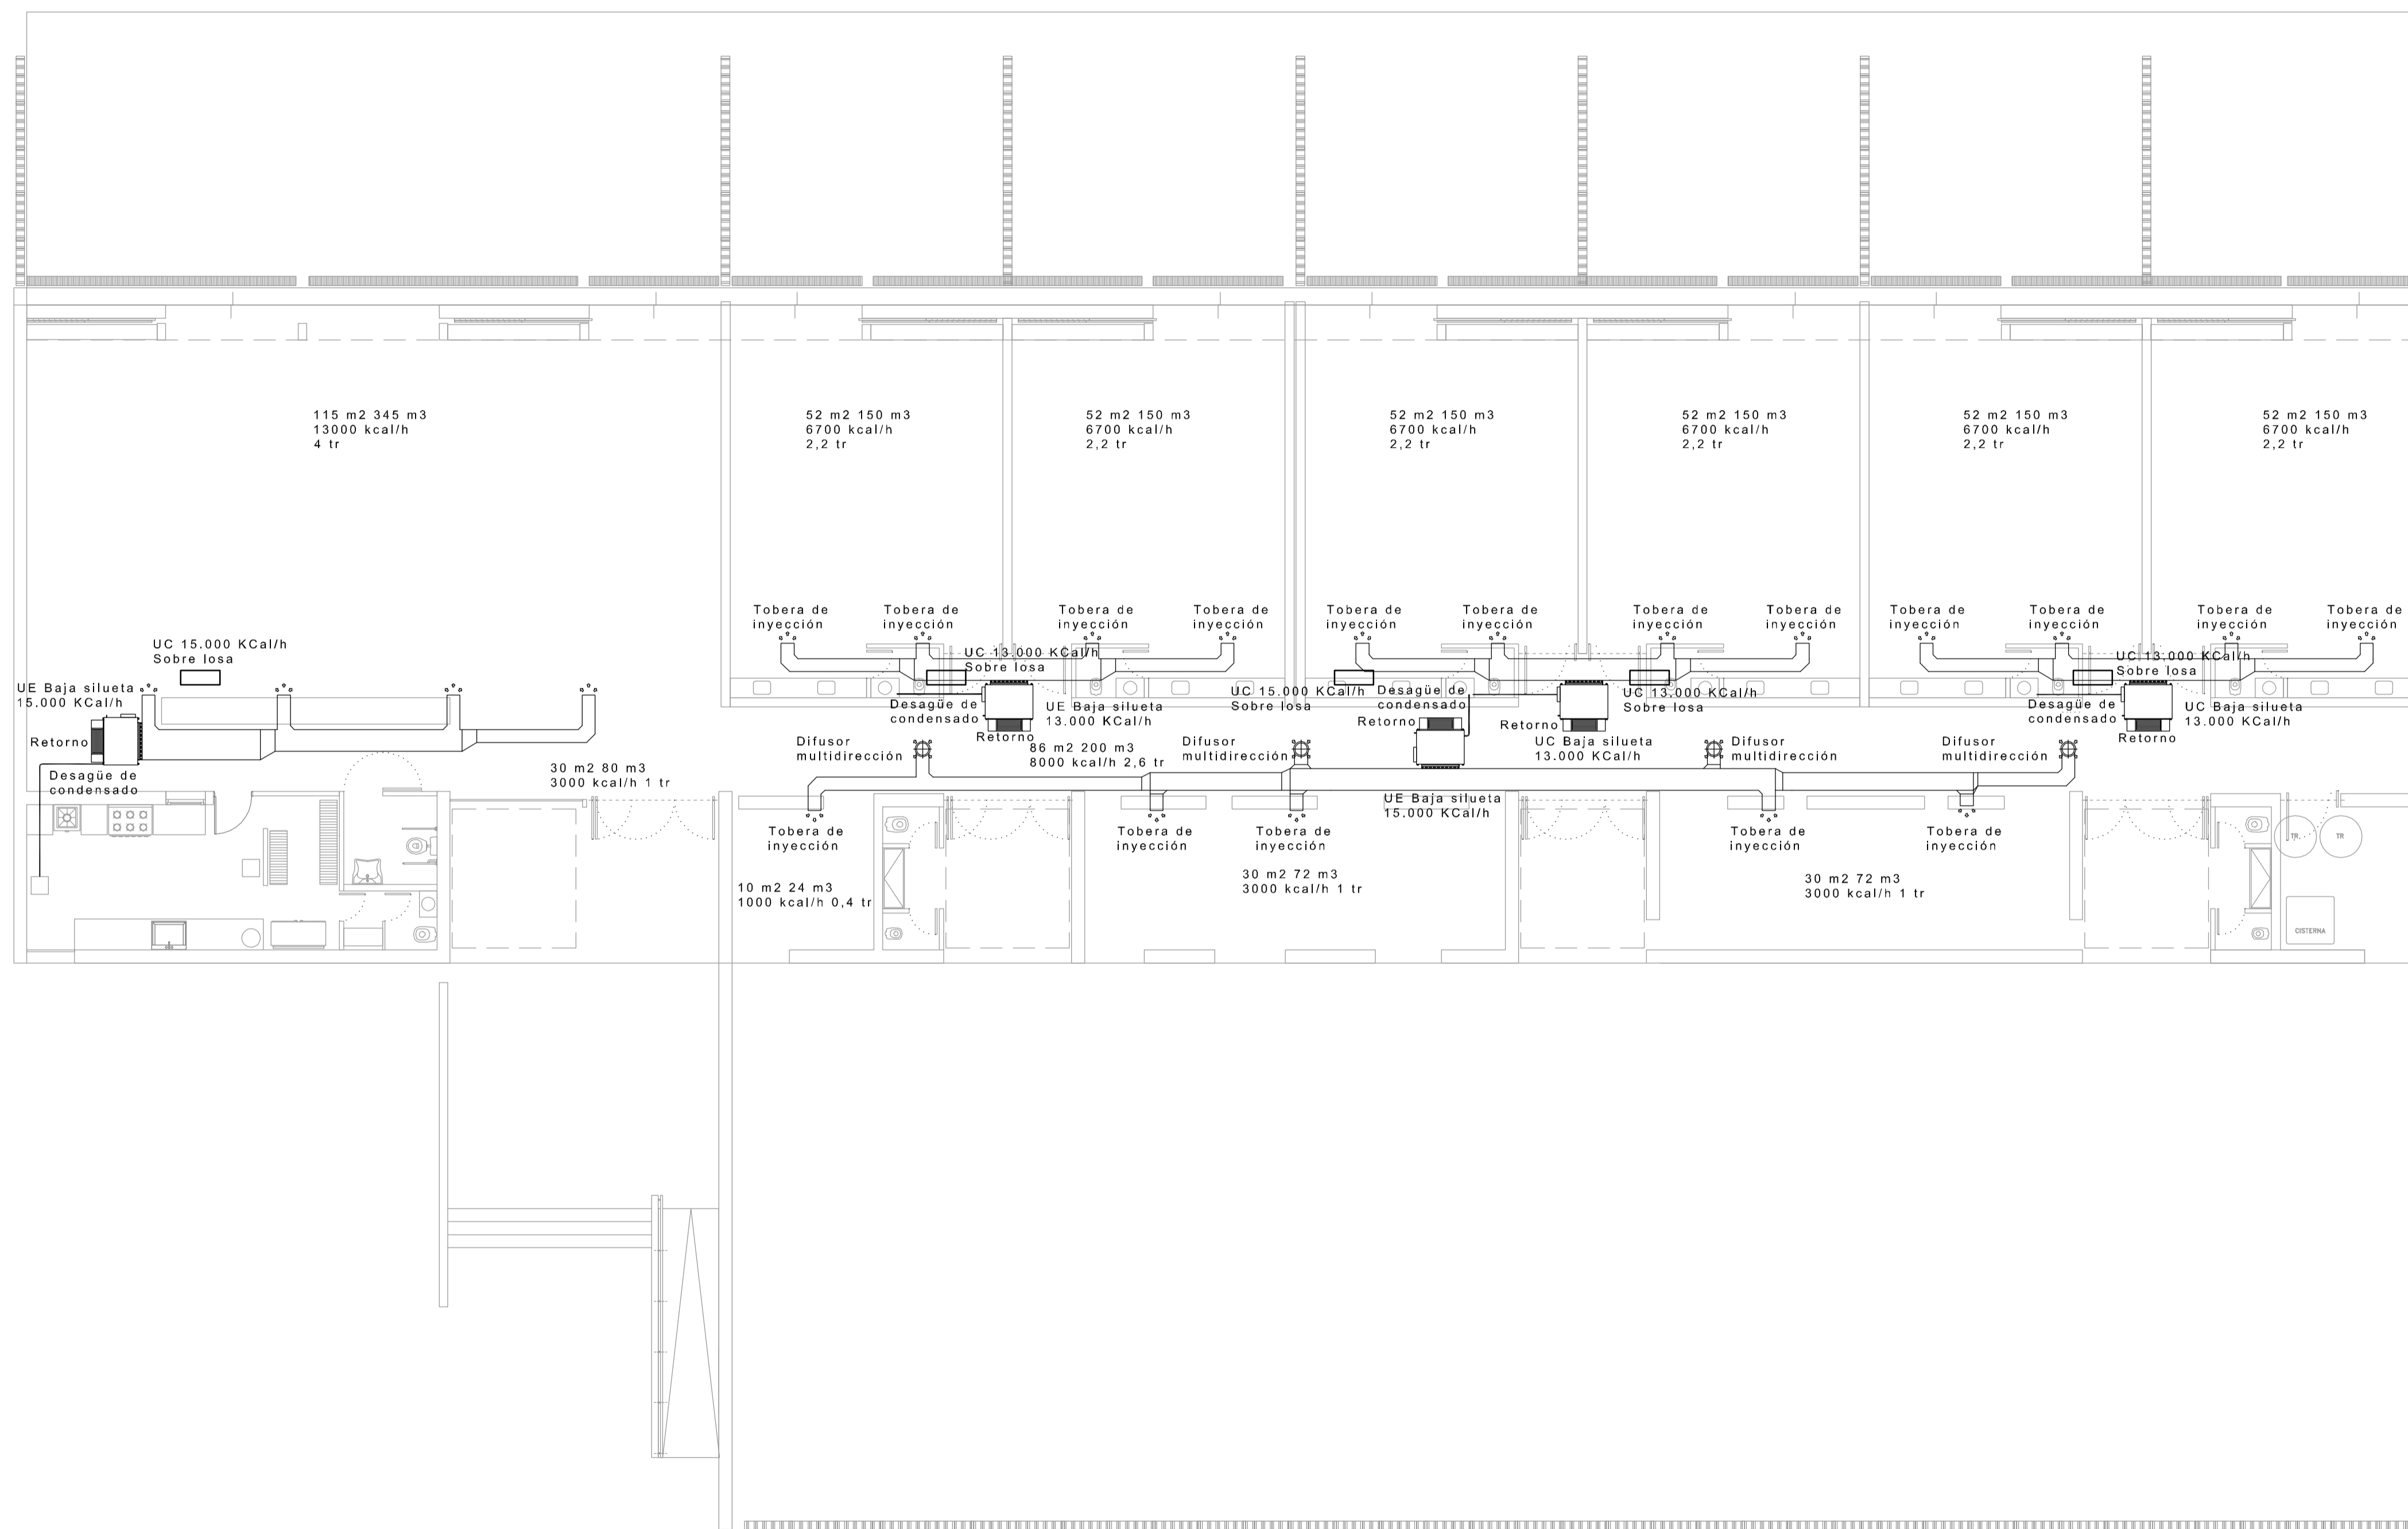 115 m2 345 m3
13000 kcal/h
4 tr
52 m2 150 m3
6700 kcal/h
2,2 tr
52 m2 150 m3
6700 kcal/h
2,2 tr
52 m2 150 m3
6700 kcal/h
2,2 tr
52 m2 150 m3
6700 kcal/h
2,2 tr
52 m2 150 m3
6700 kcal/h
2,2 tr
52 m2 150 m3
6700 kcal/h
2,2 tr
Tobera de
inyección
Tobera de
inyección
Tobera de
inyección
Tobera de
inyección
Tobera de
inyección
Tobera de
inyección
Tobera de
inyección
Tobera de
inyección
Tobera de
inyección
Tobera de
inyección
Tobera de
inyección
Tobera de
inyección
UC 15.000 KCal/h
Sobre losa
UC 13.000 KCal/h
Sobre losa
UC 13.000 KCal/h
Sobre losa
UE Baja silueta
15.000 KCal/h
UC 15.000 KCal/h
Sobre losa
Desagüe de
condensado
UC 13.000 KCal/h
Sobre losa
Desagüe de
condensado
UE Baja silueta
13.000 KCal/h
Desagüe de
condensado
UC Baja silueta
13.000 KCal/h
Retorno
Retorno
Retorno
Retorno
Retorno
Difusor
multidirección
86 m2 200 m3
8000 kcal/h 2,6 tr
Difusor
multidirección
UC Baja silueta
13.000 KCal/h
Difusor
multidirección
Difusor
multidirección
Desagüe de
condensado
30 m2 80 m3
3000 kcal/h 1 tr
UE Baja silueta
15.000 KCal/h
Tobera de
inyección
Tobera de
inyección
Tobera de
inyección
Tobera de
inyección
Tobera de
inyección
TR.
TR
10 m2 24 m3
1000 kcal/h 0,4 tr
30 m2 72 m3
3000 kcal/h 1 tr
30 m2 72 m3
3000 kcal/h 1 tr
CISTERNA